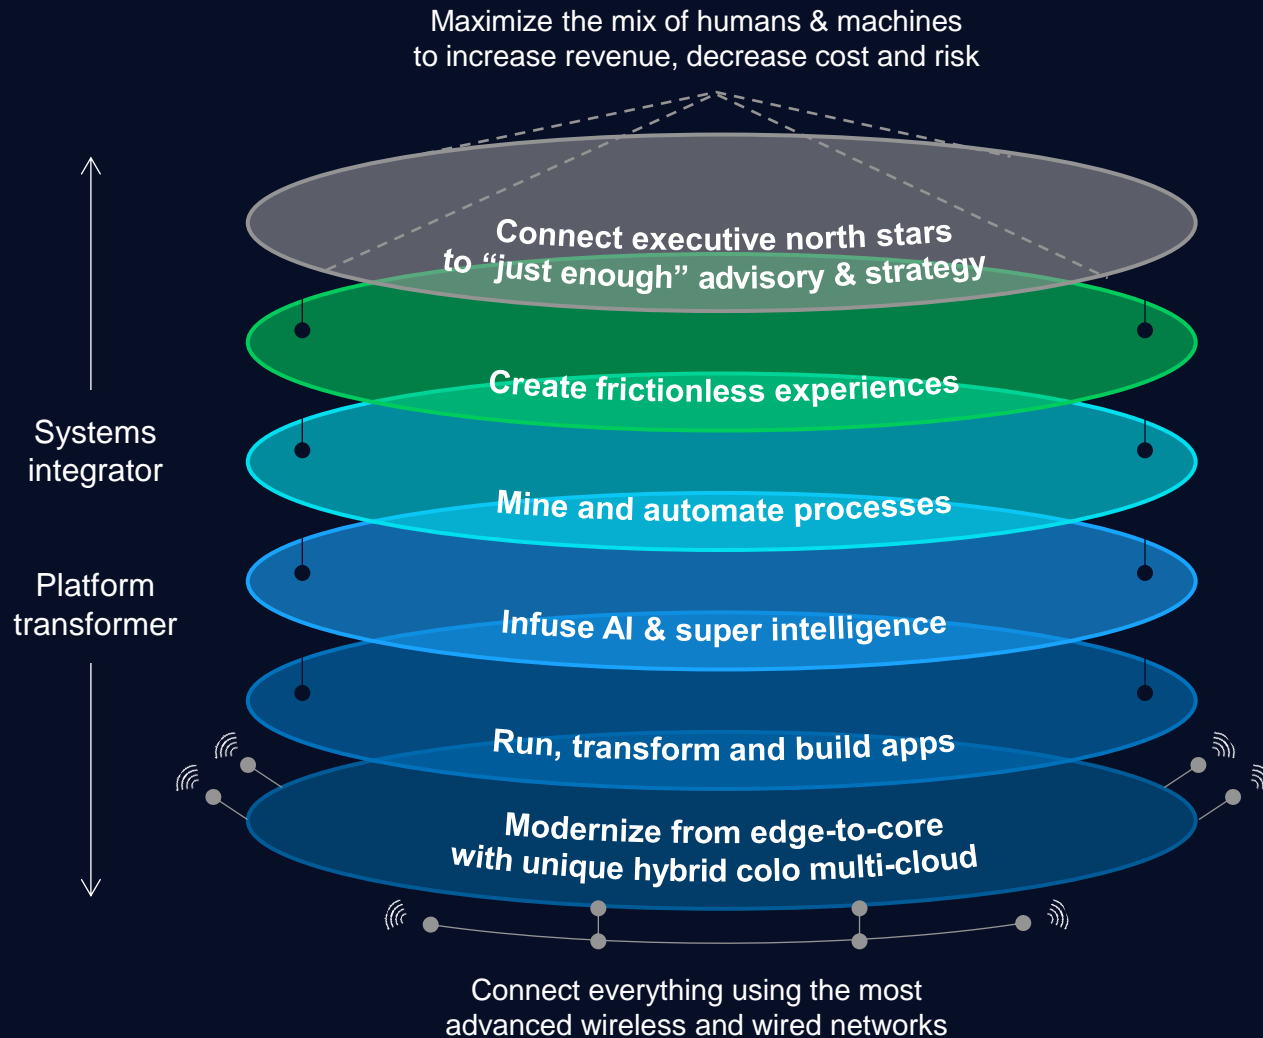 Maximize the mix of humans & machines
to increase revenue, decrease cost and risk
Connect executive north stars
to “just enough” advisory & strategy
Create frictionless experiences
Systems
integrator
Mine and automate processes
Platform
transformer
Infuse AI & super intelligence
Run, transform and build apps
Modernize from edge-to-core
with unique hybrid colo multi-cloud
Connect everything using the most
advanced wireless and wired networks